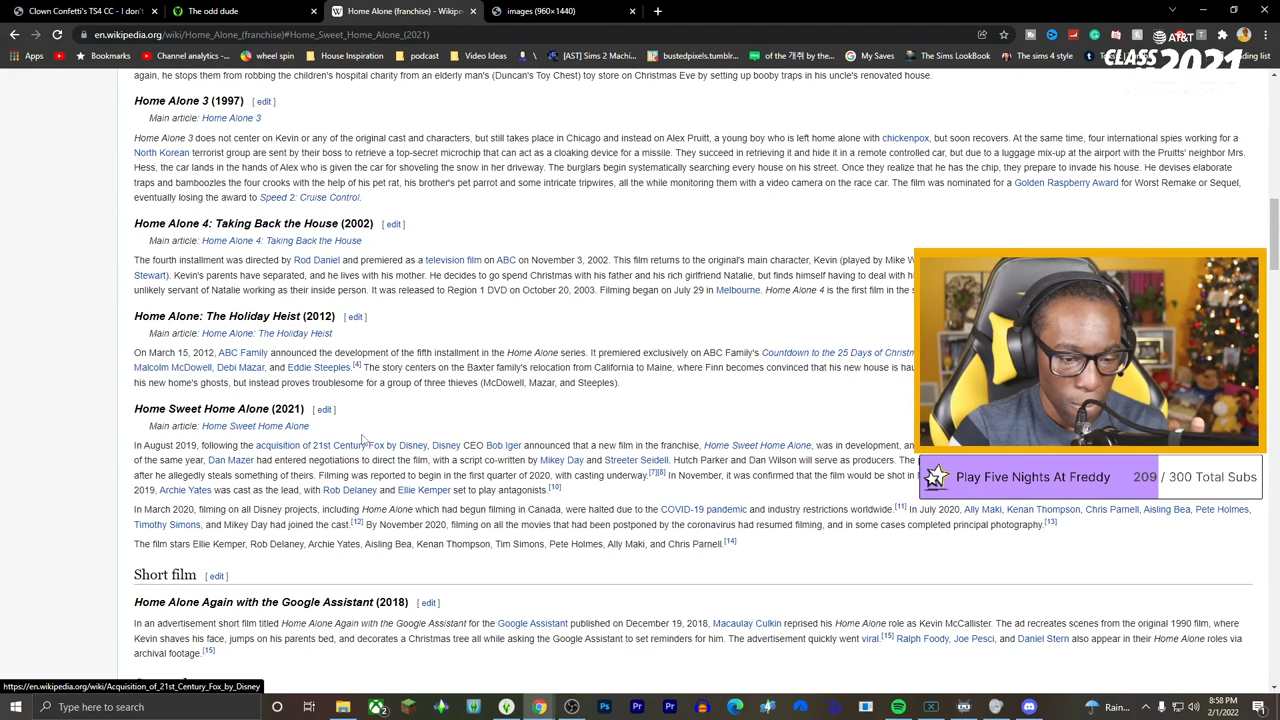 Clown Confetti's TS4 CC - I don't
The Gallery
W Home Alone (franchise) - Wikipe
images (960×1440)
en.wikipedia.org/wiki/Home_Alone_(franchise)#Home_Sweet_Home_Alone_(2021)
Apps
Bookmarks
Channel analytics -...
wheel spin
House Inspiration
podcast
Video Ideas
[AST] Sims 2 Machi...
bustedpixels.tumblr...
of the 개취 by the...
My Saves
Luxurious Modern...
The Sims 4
AT&T
CLASS 2021
again, he stops them from robbing the children's hospital charity from an elderly man's (Duncan's Toy Chest) toy store on Christmas Eve by setting up booby traps in his uncle's renovated house.
Home Alone 3 (1997) [ edit ]
Main article: Home Alone 3
Home Alone 3 does not center on Kevin or any of the original cast and characters, but still takes place in Chicago and instead on Alex Pruitt, a young boy who is left home alone with chickenpox, but soon recovers. At the same time, four international spies working for a
North Korean terrorist group are sent by their boss to retrieve a top-secret microchip that can act as a cloaking device for a missile. They succeed in retrieving it and hide it in a remote controlled car, but due to a luggage mix-up at the airport with the Pruitts' neighbor Mrs.
Hess, the car lands in the hands of Alex who is given the car for shoveling the snow in her driveway. The burglars begin systematically searching every house on his street. Once they realize that he has the chip, they prepare to invade his house. He devises elaborate
traps and bamboozles the four crooks with the help of his pet rat, his brother's pet parrot and some intricate tripwires, all the while monitoring them with a video camera on the race car. The film was nominated for a Golden Raspberry Award for Worst Remake or Sequel,
eventually losing the award to Speed 2: Cruise Control.
Home Alone 4: Taking Back the House (2002) [ edit ]
Main article: Home Alone 4: Taking Back the House
The fourth installment was directed by Rod Daniel and premiered as a television film on ABC on November 3, 2002. This film returns to the original's main character, Kevin (played by Mike W
Stewart). Kevin's parents have separated, and he lives with his mother. He decides to go spend Christmas with his father and his rich girlfriend Natalie, but finds himself having to deal with hi
unlikely servant of Natalie working as their inside person. It was released to Region 1 DVD on October 20, 2003. Filming began on July 29 in Melbourne. Home Alone 4 is the first film in the s
Home Alone: The Holiday Heist (2012) [ edit ]
Main article: Home Alone: The Holiday Heist
On March 15, 2012, ABC Family announced the development of the fifth installment in the Home Alone series. It premiered exclusively on ABC Family's Countdown to the 25 Days of Christm
Malcolm McDowell, Debi Mazar, and Eddie Steeples.[4] The story centers on the Baxter family's relocation from California to Maine, where Finn becomes convinced that his new house is hau
his new home's ghosts, but instead proves troublesome for a group of three thieves (McDowell, Mazar, and Steeples).
Home Sweet Home Alone (2021) [ edit ]
Main article: Home Sweet Home Alone
In August 2019, following the acquisition of 21st Century Fox by Disney, Disney CEO Bob Iger announced that a new film in the franchise, Home Sweet Home Alone, was in development, an
of the same year, Dan Mazer had entered negotiations to direct the film, with a script co-written by Mikey Day and Streeter Seidell. Hutch Parker and Dan Wilson will serve as producers. The
after he allegedly steals something of theirs. Filming was reported to begin in the first quarter of 2020, with casting underway.[7][8] In November, it was confirmed that the film would be shot in
2019, Archie Yates was cast as the lead, with Rob Delaney and Ellie Kemper set to play antagonists.[10]
In March 2020, filming on all Disney projects, including Home Alone which had begun filming in Canada, were halted due to the COVID-19 pandemic and industry restrictions worldwide.[11] In July 2020, Ally Maki, Kenan Thompson, Chris Parnell, Aisling Bea, Pete Holmes,
Timothy Simons, and Mikey Day had joined the cast.[12] By November 2020, filming on all the movies that had been postponed by the coronavirus had resumed filming, and in some cases completed principal photography.[13]
The film stars Ellie Kemper, Rob Delaney, Archie Yates, Aisling Bea, Kenan Thompson, Tim Simons, Pete Holmes, Ally Maki, and Chris Parnell.[14]
Play Five Nights At Freddy 209 / 300 Total Subs
Short film [ edit ]
Home Alone Again with the Google Assistant (2018) [ edit ]
In an advertisement short film titled Home Alone Again with the Google Assistant for the Google Assistant published on December 19, 2018, Macaulay Culkin reprised his Home Alone role as Kevin McCallister. The ad recreates scenes from the original 1990 film, where
Kevin shaves his face, jumps on his parents bed, and decorates a Christmas tree all while asking the Google Assistant to set reminders for him. The advertisement quickly went viral.[15] Ralph Foody, Joe Pesci, and Daniel Stern also appear in their Home Alone roles via
archival footage.[15]
https://en.wikipedia.org/wiki/Acquisition_of_21st_Century_Fox_by_Disney
Type here to search
Rain...
8:58 PM
2/1/2022